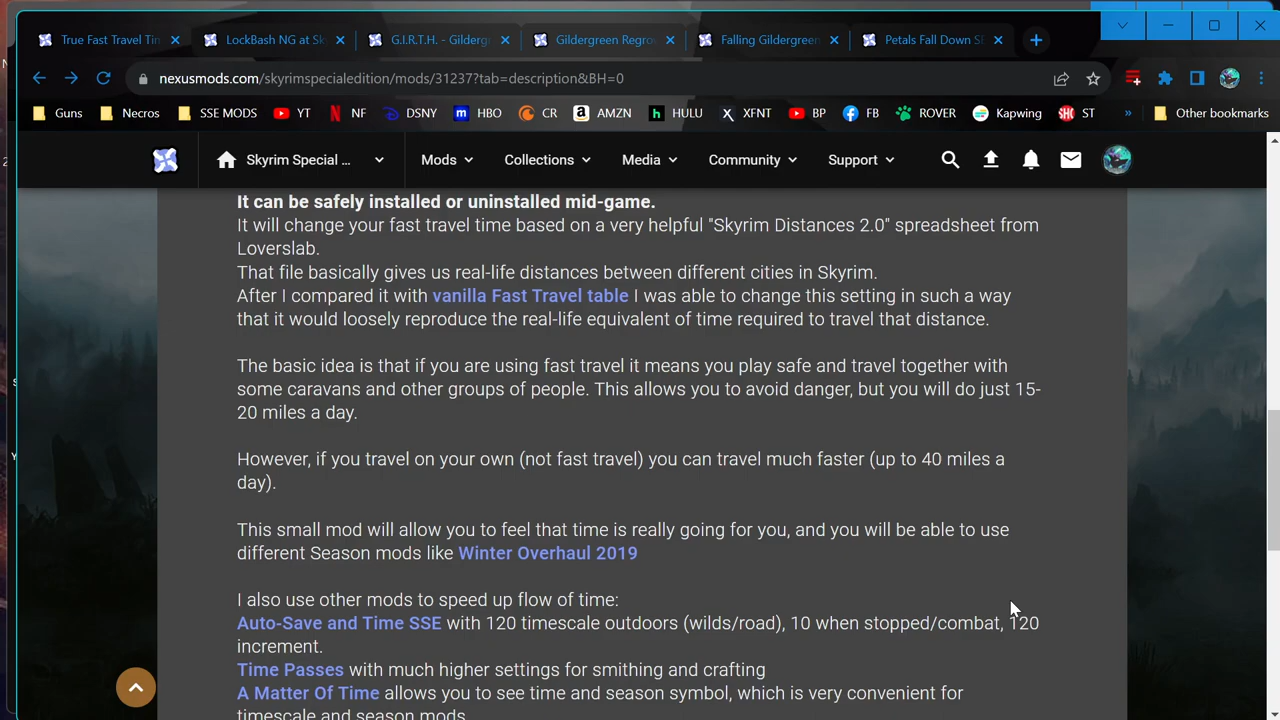 True Fast Travel Tim
LockBash NG at Sk
G.I.R.T.H. - Gilderg
Gildergreen Regro
Falling Gildergreen
Petals Fall Down S
nexusmods.com/skyrimspecialedition/mods/31237?tab=description&BH=0
Guns
Necros
SSE MODS
YT
NF
DSNY
HBO
CR
AMZN
HULU
XFNT
BP
FB
ROVER
Kapwing
ST
»
Other bookmarks
Skyrim Special ...
Mods
Collections
Media
Community
Support
It can be safely installed or uninstalled mid-game.
It will change your fast travel time based on a very helpful "Skyrim Distances 2.0" spreadsheet from
Loverslab.
That file basically gives us real-life distances between different cities in Skyrim.
After I compared it with vanilla Fast Travel table I was able to change this setting in such a way
that it would loosely reproduce the real-life equivalent of time required to travel that distance.
The basic idea is that if you are using fast travel it means you play safe and travel together with
some caravans and other groups of people. This allows you to avoid danger, but you will do just 15-
20 miles a day.
However, if you travel on your own (not fast travel) you can travel much faster (up to 40 miles a
day).
This small mod will allow you to feel that time is really going for you, and you will be able to use
different Season mods like Winter Overhaul 2019
I also use other mods to speed up flow of time:
Auto-Save and Time SSE with 120 timescale outdoors (wilds/road), 10 when stopped/combat, 120
increment.
Time Passes with much higher settings for smithing and crafting
A Matter Of Time allows you to see time and season symbol, which is very convenient for
timescale and season mods.